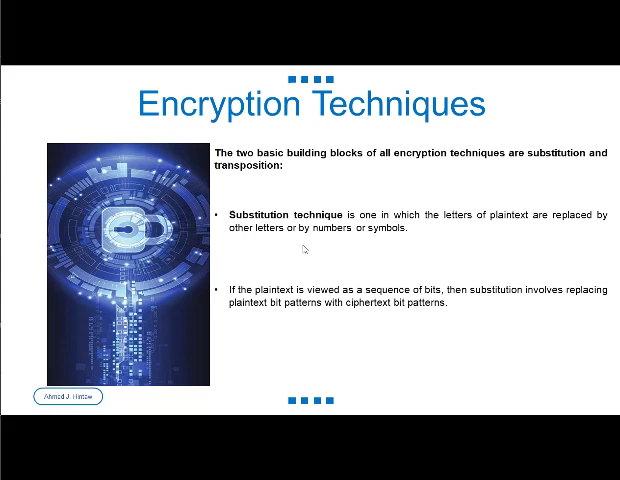 Encryption Techniques
The two basic building blocks of all encryption techniques are substitution and
transposition:
• Substitution technique is one in which the letters of plaintext are replaced by
other letters or by numbers or symbols.
• If the plaintext is viewed as a sequence of bits, then substitution involves replacing
plaintext bit patterns with ciphertext bit patterns.
Ahmed J. Hintaw